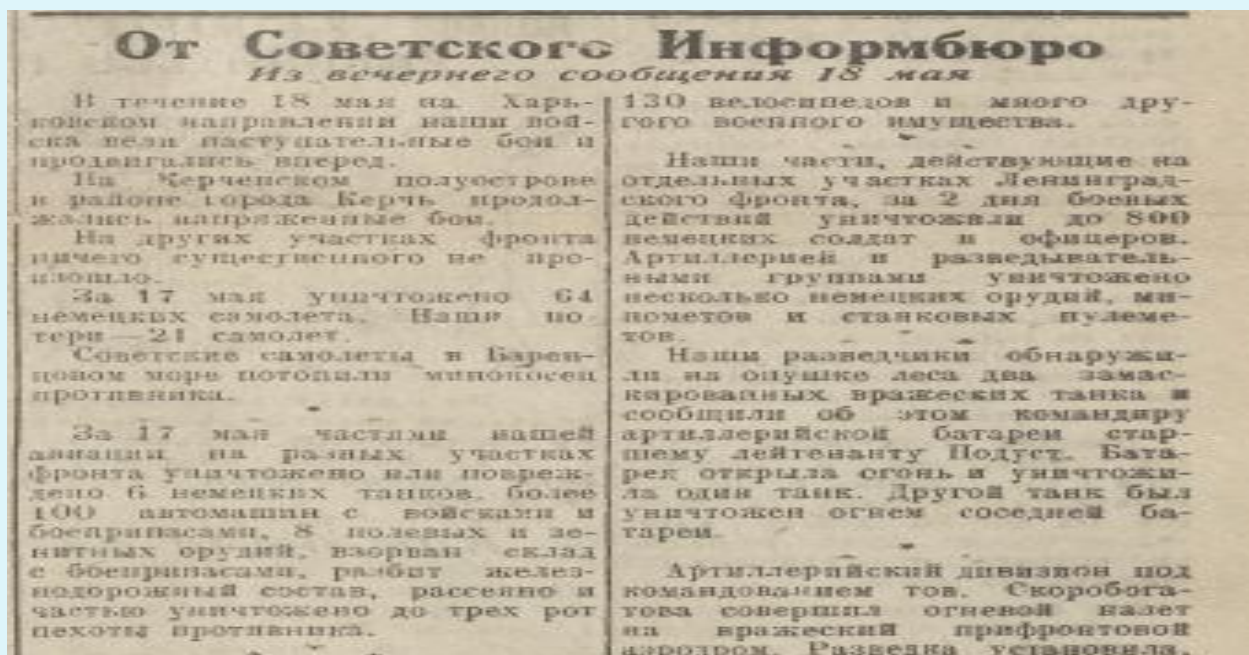 От Советского Информбюро
Из вечернего сообщения 18 мая
В течение 18 мая на Харь-
ковском направлении наши вой-
ска вели наступательные бои и
продвигались вперед.
На Керченском полуострове
в районе города Керчь продол-
жались напряженные бои.
На других участках фронта
ничего существенного не про-
изошло.
За 17 мая уничтожено 64
немецких самолета. Наши по-
тери—21 самолет.
Советские самолеты в Барен-
цовом море потопили миноносец
противника.
За 17 мая частями нашей
авиации на разных участках
фронта уничтожено или повреж-
дено 6 немецких танков, более
100 автомашин с войсками и
боеприпасами, 8 полевых и зе-
нитных орудий, взорван склад
с боеприпасами, разбит желез-
нодорожный состав, рассеяно и
частью уничтожено до трех рот
пехоты противника.
130 велосипедов и много дру-
гого военного имущества.
Наши части, действующие на
отдельных участках Ленинград-
ского фронта, за 2 дня боевых
действий уничтожили до 800
немецких солдат и офицеров.
Артиллерией и разведыватель-
ными группами уничтожено
несколько немецких орудий, ми-
нометов и станковых пулеме-
тов.
Наши разведчики обнаружи-
ли на опушке леса два замас-
кированных вражеских танка и
сообщили об этом командиру
артиллерийской батареи стар-
шему лейтенанту Подуст. Бата-
рея открыла огонь и уничтожи-
ла один танк. Другой танк был
уничтожен огнем соседней ба-
тареи.
Артиллерийский дивизион под
командованием тов. Скоробога-
това совершил огневой налет
на вражеский прифронтовой
аэродром. Разведка установила,